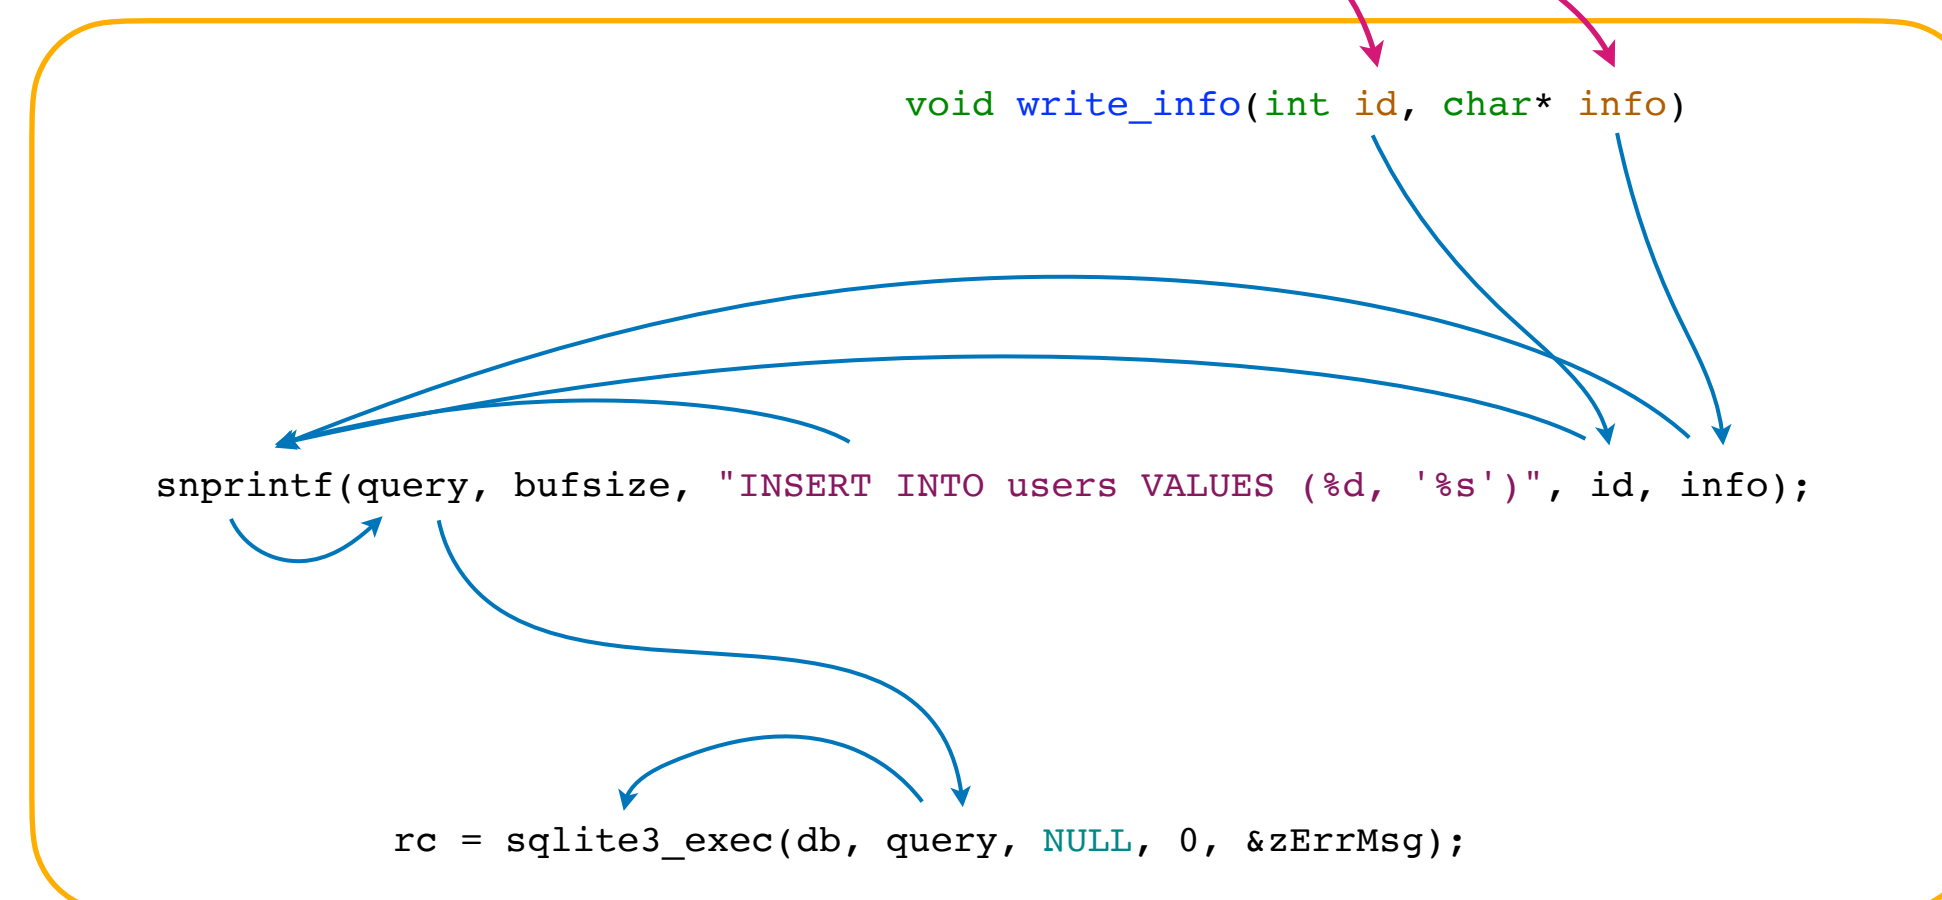 void write_info(int id, char* info)
snprintf(query, bufsize, "INSERT INTO users VALUES (%d, '%s')", id, info);
rc = sqlite3_exec(db, query, NULL, 0, &zErrMsg);